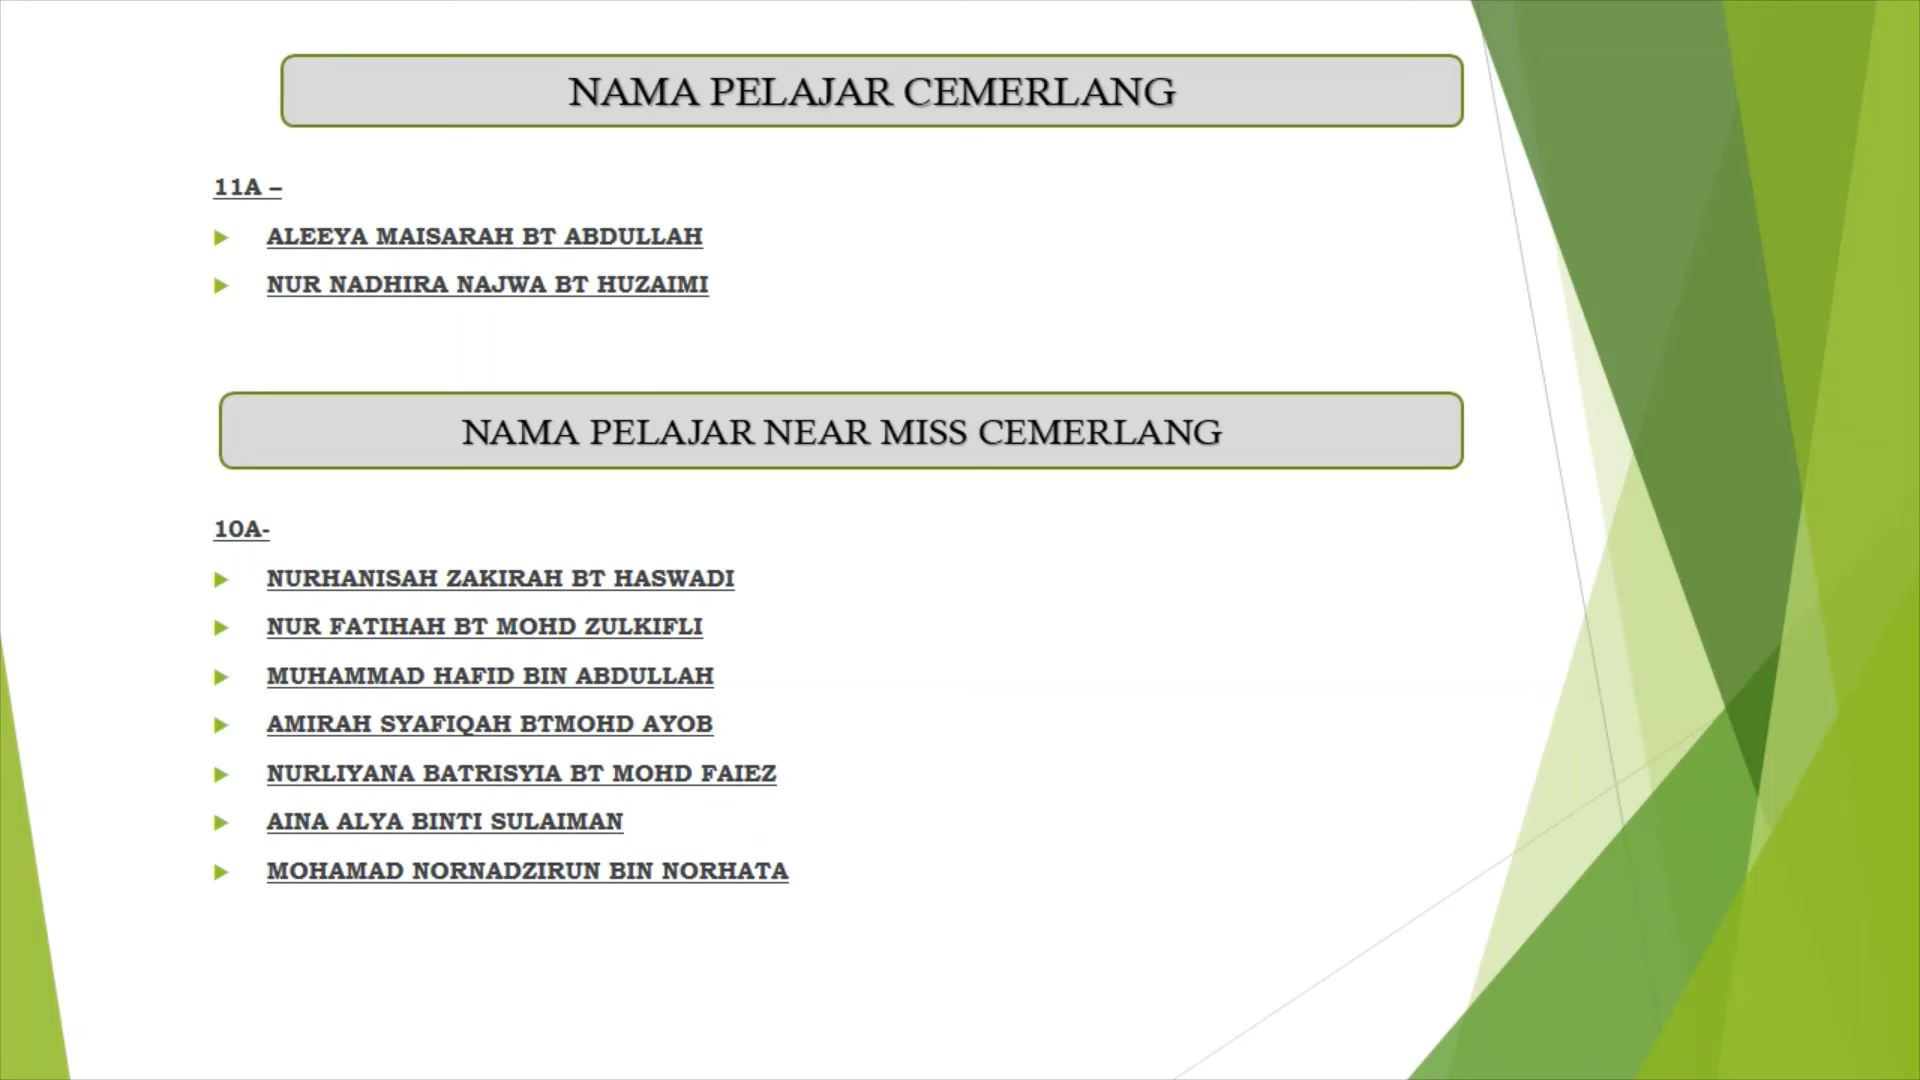 NAMA PELAJAR CEMERLANG
11A –
ALEEYA MAISARAH BT ABDULLAH
NUR NADHIRA NAJWA BT HUZAIMI
NAMA PELAJAR NEAR MISS CEMERLANG
10A-
NURHANISAH ZAKIRAH BT HASWADI
NUR FATIHAH BT MOHD ZULKIFLI
MUHAMMAD HAFID BIN ABDULLAH
AMIRAH SYAFIQAH BTMOHD AYOB
NURLIYANA BATRISYIA BT MOHD FAIEZ
AINA ALYA BINTI SULAIMAN
MOHAMAD NORNADZIRUN BIN NORHATA